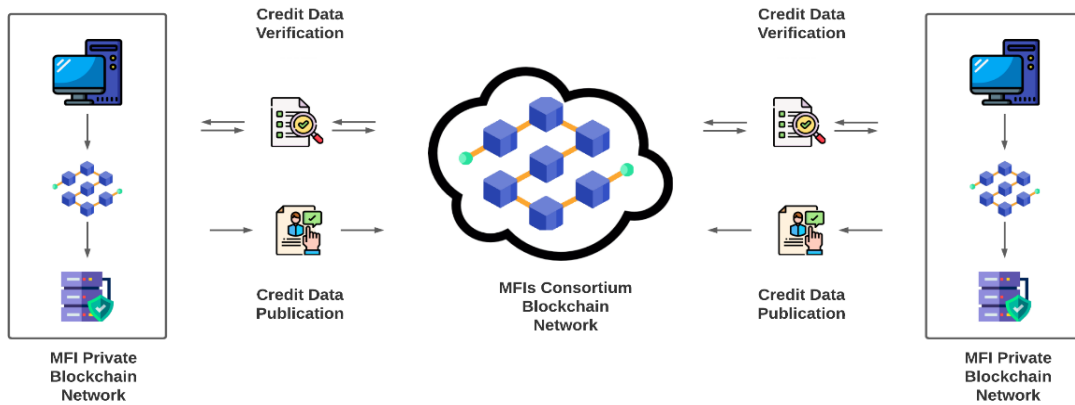 Credit Data
Verification
Credit Data
Verification
MFIs Consortium
Blockchain
Network
Credit Data
Publication
Credit Data
Publication
MFI Private
Blockchain
Network
MFI Private
Blockchain
Network